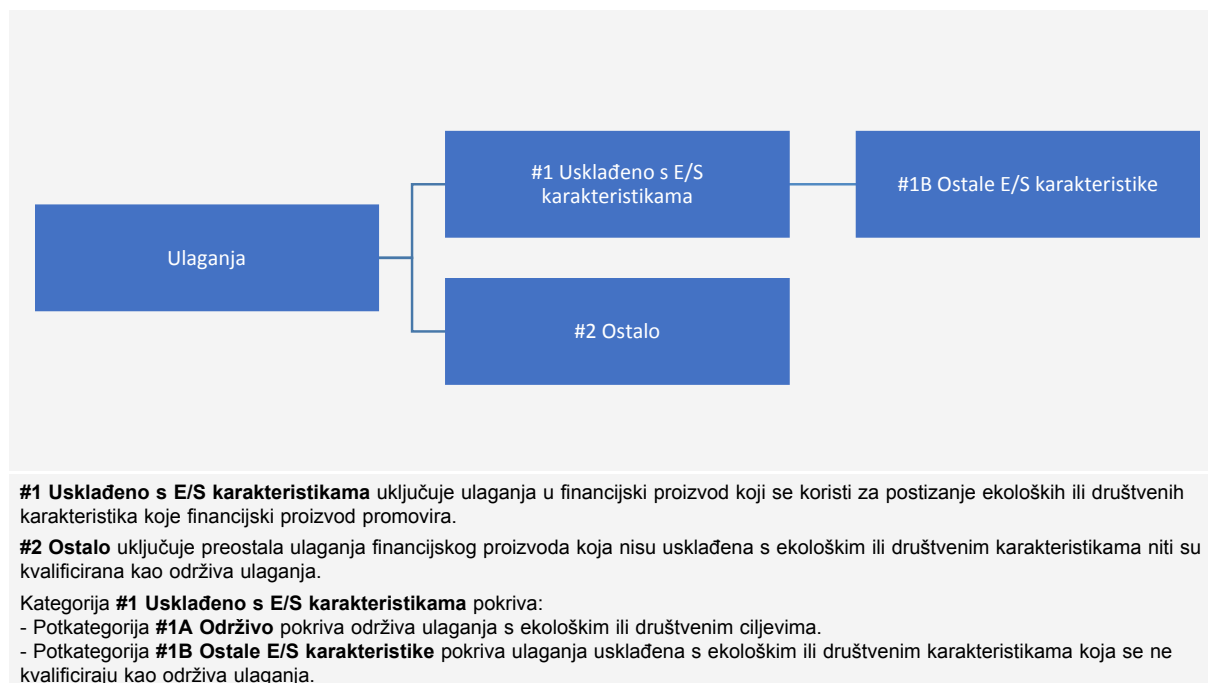 #1 Usklađeno s E/S
karakteristikama
#1B Ostale E/S karakteristike
Ulaganja
#2 Ostalo
#1 Usklađeno s E/S karakteristikama uključuje ulaganja u financijski proizvod koji se koristi za postizanje ekoloških ili društvenih
karakteristika koje financijski proizvod promovira.
#2 Ostalo uključuje preostala ulaganja financijskog proizvoda koja nisu usklađena s ekološkim ili društvenim karakteristikama niti su
kvalificirana kao održiva ulaganja.
Kategorija #1 Usklađeno s E/S karakteristikama pokriva:
- Potkategorija #1A Održivo pokriva održiva ulaganja s ekološkim ili društvenim ciljevima.
- Potkategorija #1B Ostale E/S karakteristike pokriva ulaganja usklađena s ekološkim ili društvenim karakteristikama koja se ne
kvalificiraju kao održiva ulaganja.